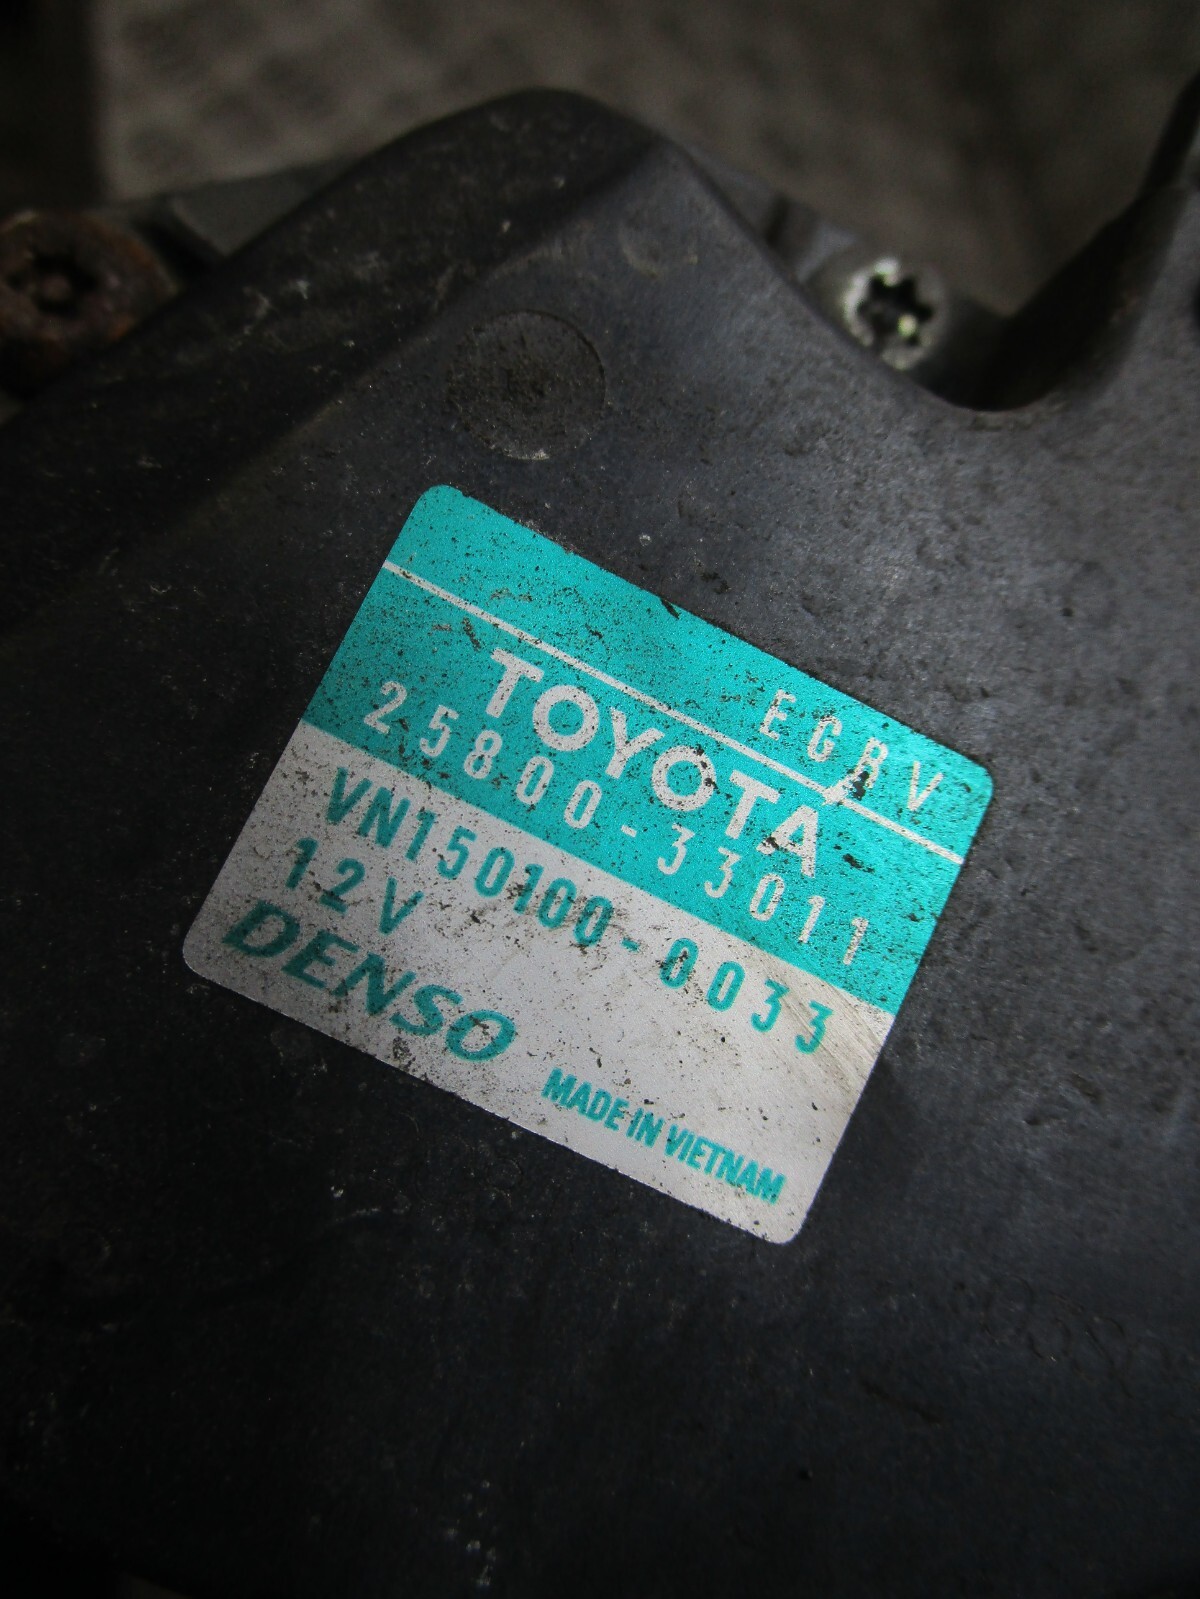 EGRV
TOYOTA
25800-33011
VN150100-0033
12V
DENSO
MADE IN VIETNAM